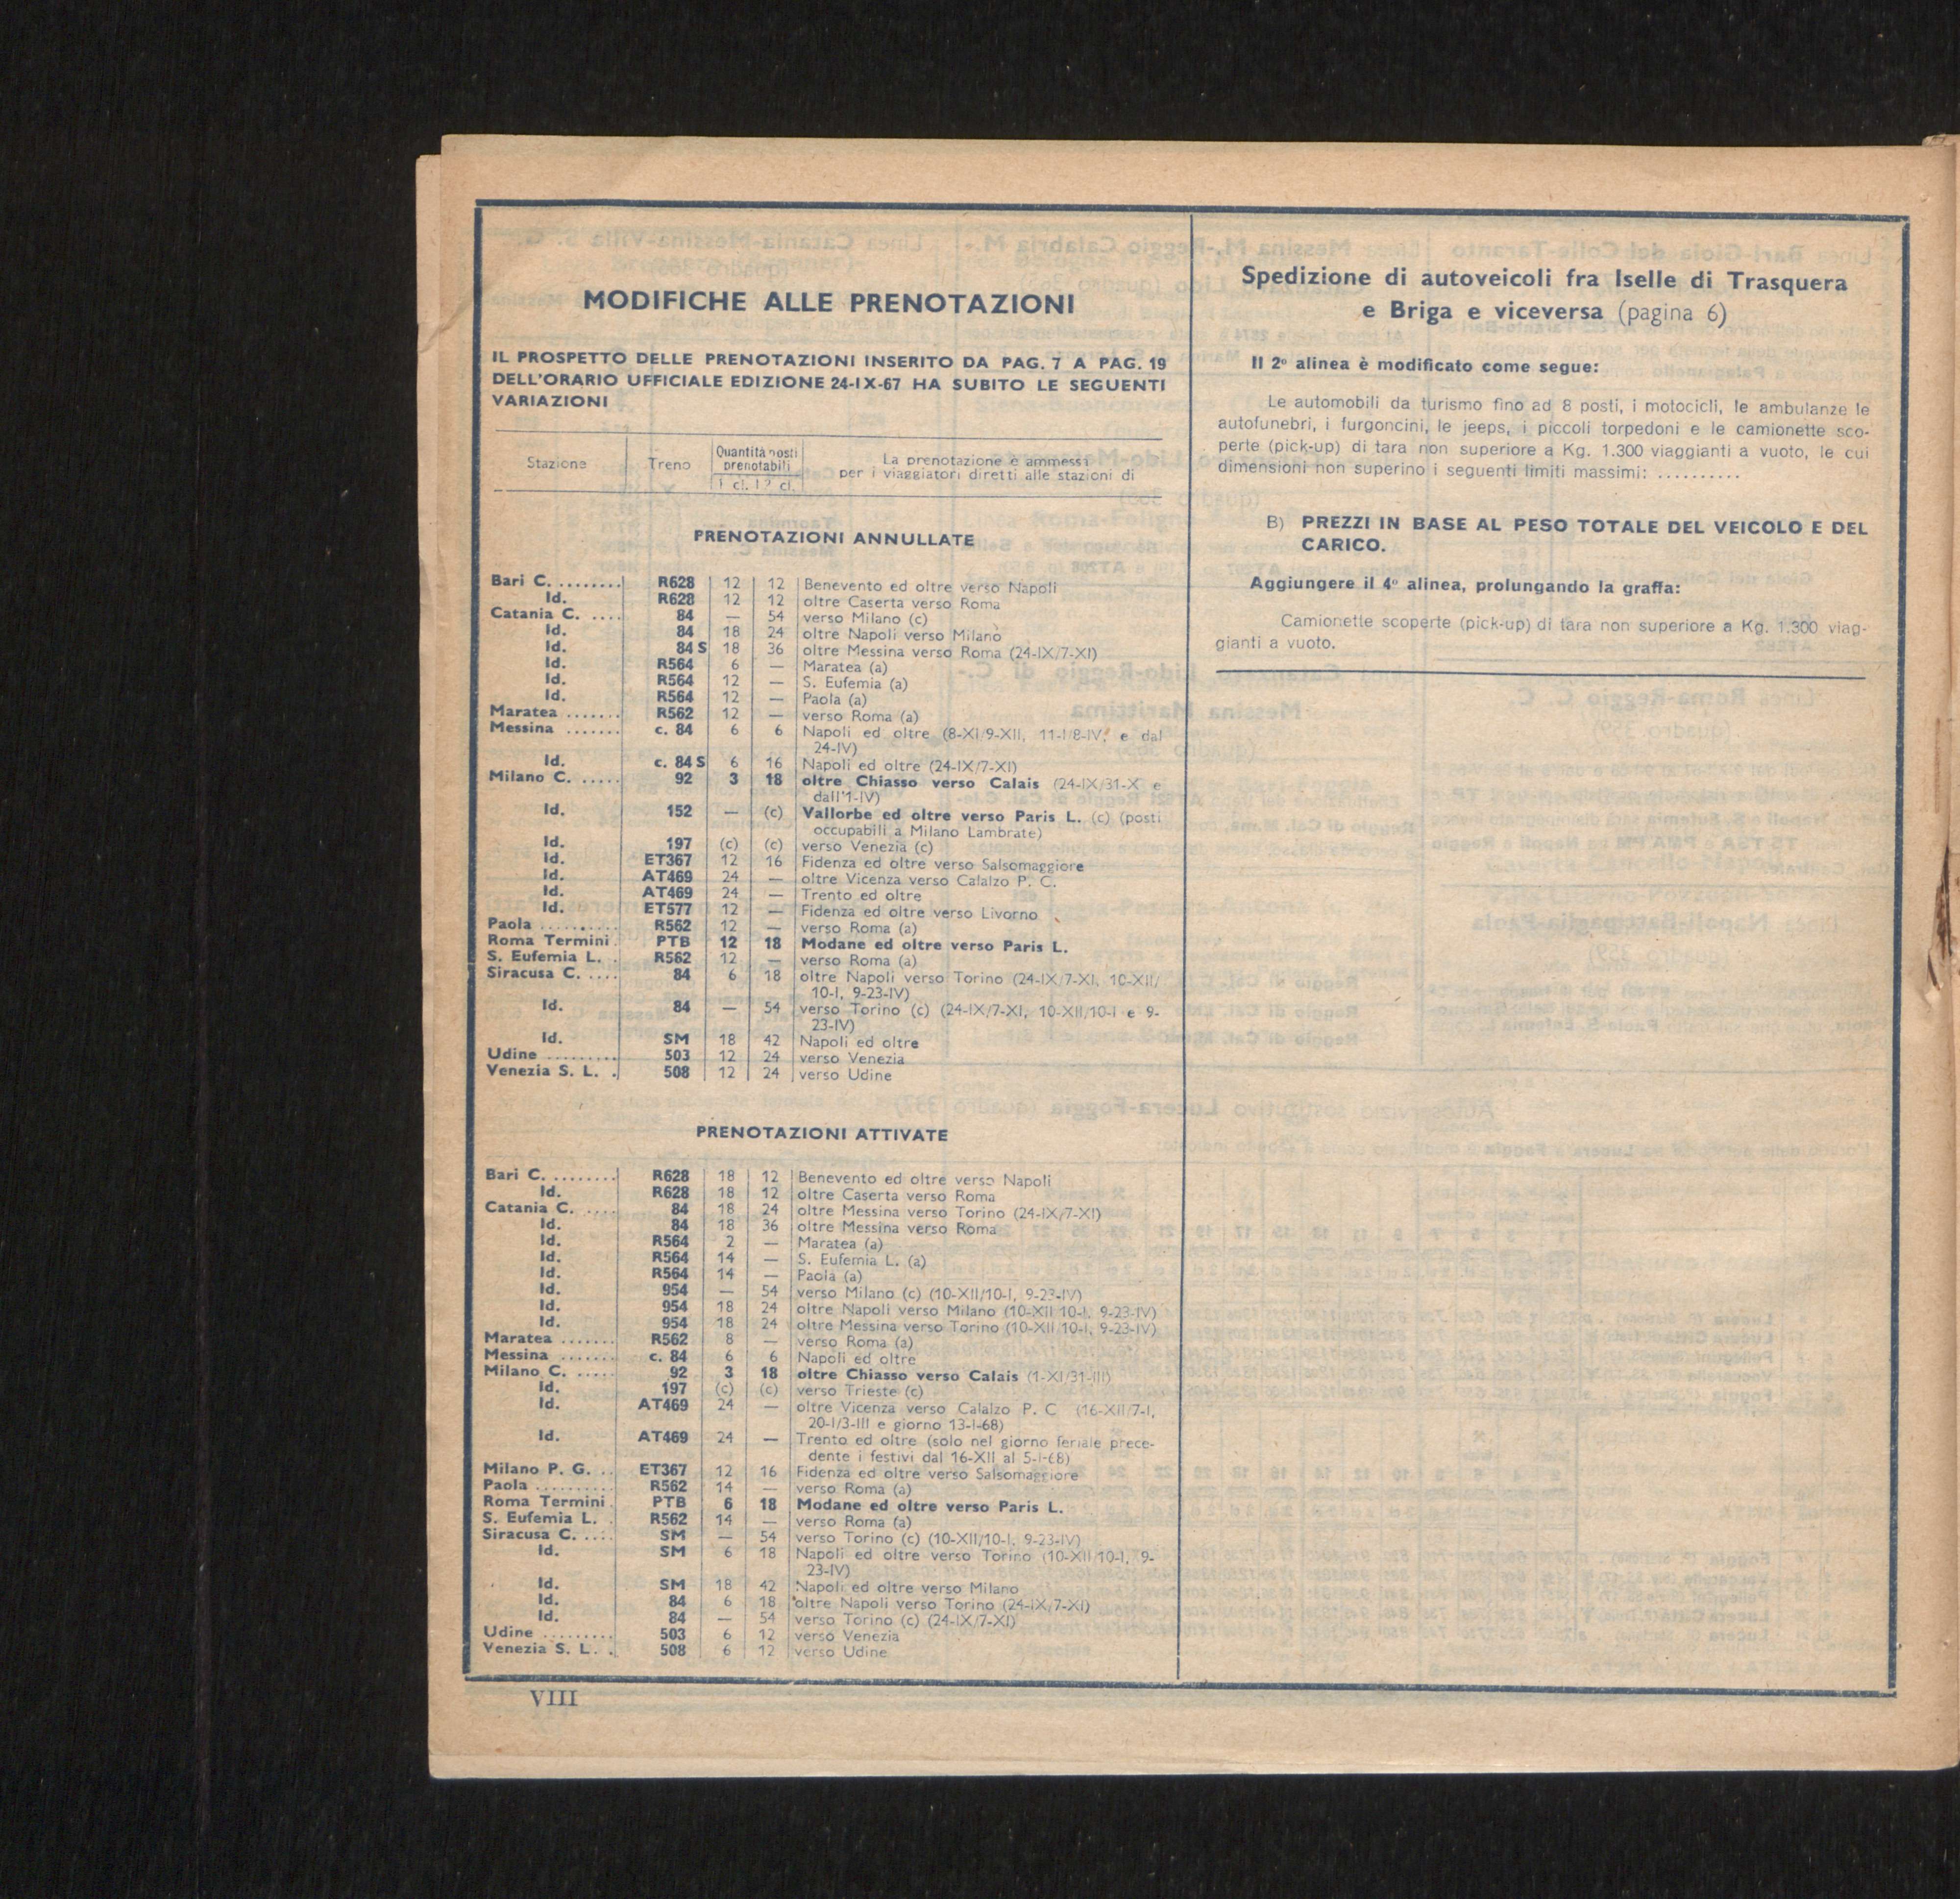 MODIFICHE ALLE PRENOTAZIONI
IL PROSPETTO DELLE PRENOTAZIONI INSERITO DA PAG. 7 A PAG. 19
DELL'ORARIO UFFICIALE EDIZIONE 24-IX-67 HA SUBITO LE SEGUENTI
VARIAZIONI
Stazione Treno Quantità posti prenotabili 1 cl. 2 cl. La prenotazione è ammessa
per i viaggiatori diretti alle stazioni di
PRENOTAZIONI ANNULLATE
Bari C. ........ R628 12 12 Benevento ed oltre verso Napoli
Id. R628 12 12 oltre Caserta verso Roma
Catania C. .... 84 — 54 verso Milano (c)
Id. 84 18 24 oltre Napoli verso Milano
Id. 84 S 18 36 oltre Messina verso Roma (24-IX/7-XI)
Id. R564 6 — Maratea (a)
Id. R564 12 — S. Eufemia (a)
Id. R564 12 — Paola (a)
Maratea ....... R562 12 — verso Roma (a)
Messina ....... c. 84 6 6 Napoli ed oltre (8-XI/9-XII, 11-I/8-IV, e dal
24-IV)
Id. c. 84 S 6 16 Napoli ed oltre (24-IX/7-XI)
Milano C. ..... 92 3 18 oltre Chiasso verso Calais (24-IX/31-X e
dall'1-IV)
Id. 152 — (c) Vallorbe ed oltre verso Paris L. (c) (posti
occupabili a Milano Lambrate)
Id. 197 (c) (c) verso Venezia (c)
Id. ET367 12 16 Fidenza ed oltre verso Salsomaggiore
Id. AT469 24 — oltre Vicenza verso Calalzo P. C.
Id. AT469 24 — Trento ed oltre
Id. ET577 12 — Fidenza ed oltre verso Livorno
Paola .......... R562 12 — verso Roma (a)
Roma Termini . PTB 12 18 Modane ed oltre verso Paris L.
S. Eufemia L. . R562 12 — verso Roma (a)
Siracusa C. .... 84 6 18 oltre Napoli verso Torino (24-IX/7-XI, 10-XII/
10-I, 9-23-IV)
Id. 84 — 54 verso Torino (c) (24-IX/7-XI, 10-XII/10-I e 9-
23-IV)
Id. SM 18 42 Napoli ed oltre
Udine ......... 503 12 24 verso Venezia
Venezia S. L. . 508 12 24 verso Udine
PRENOTAZIONI ATTIVATE
Bari C. ........ R628 18 12 Benevento ed oltre verso Napoli
Id. R628 18 12 oltre Caserta verso Roma
Catania C. .... 84 18 24 oltre Messina verso Torino (24-IX/7-XI)
Id. 84 18 36 oltre Messina verso Roma
Id. R564 2 — Maratea (a)
Id. R564 14 — S. Eufemia L. (a)
Id. R564 14 — Paola (a)
Id. 954 — 54 verso Milano (c) (10-XII/10-I, 9-23-IV)
Id. 954 18 24 oltre Napoli verso Milano (10-XII 10-I, 9-23-IV)
Id. 954 18 24 oltre Messina verso Torino (10-XII/10-I, 9-23-IV)
Maratea ....... R562 8 — verso Roma (a)
Messina ....... c. 84 6 6 Napoli ed oltre
Milano C. ..... 92 3 18 oltre Chiasso verso Calais (1-XI/31-III)
Id. 197 (c) (c) verso Trieste (c)
Id. AT469 24 — oltre Vicenza verso Calalzo P. C (16-XII/7-I,
20-I/3-III e giorno 13-I-68)
Id. AT469 24 — Trento ed oltre (solo nel giorno feriale prece-
dente i festivi dal 16-XII al 5-I-68)
Milano P. G. .. ET367 12 16 Fidenza ed oltre verso Salsomaggiore
Paola .......... R562 14 — verso Roma (a)
Roma Termini . PTB 6 18 Modane ed oltre verso Paris L.
S. Eufemia L. . R562 14 — verso Roma (a)
Siracusa C. .... SM — 54 verso Torino (c) (10-XII/10-I, 9-23-IV)
Id. SM 6 18 Napoli ed oltre verso Torino (10-XII 10-I, 9-
23-IV)
Id. SM 18 42 Napoli ed oltre verso Milano
Id. 84 6 18 oltre Napoli verso Torino (24-IX/7-XI)
Id. 84 — 54 verso Torino (c) (24-IX/7-XI)
Udine ......... 503 6 12 verso Venezia
Venezia S. L. . 508 6 12 verso Udine
VIII
Spedizione di autoveicoli fra Iselle di Trasquera
e Briga e viceversa (pagina 6)
Il 2º alinea è modificato come segue:
Le automobili da turismo fino ad 8 posti, i motocicli, le ambulanze le
autofunebri, i furgoncini, le jeeps, i piccoli torpedoni e le camionette sco-
perte (pick-up) di tara non superiore a Kg. 1.300 viaggianti a vuoto, le cui
dimensioni non superino i seguenti limiti massimi: ..........
B) PREZZI IN BASE AL PESO TOTALE DEL VEICOLO E DEL
CARICO.
Aggiungere il 4º alinea, prolungando la graffa:
Camionette scoperte (pick-up) di tara non superiore a Kg. 1.300 viag-
gianti a vuoto.